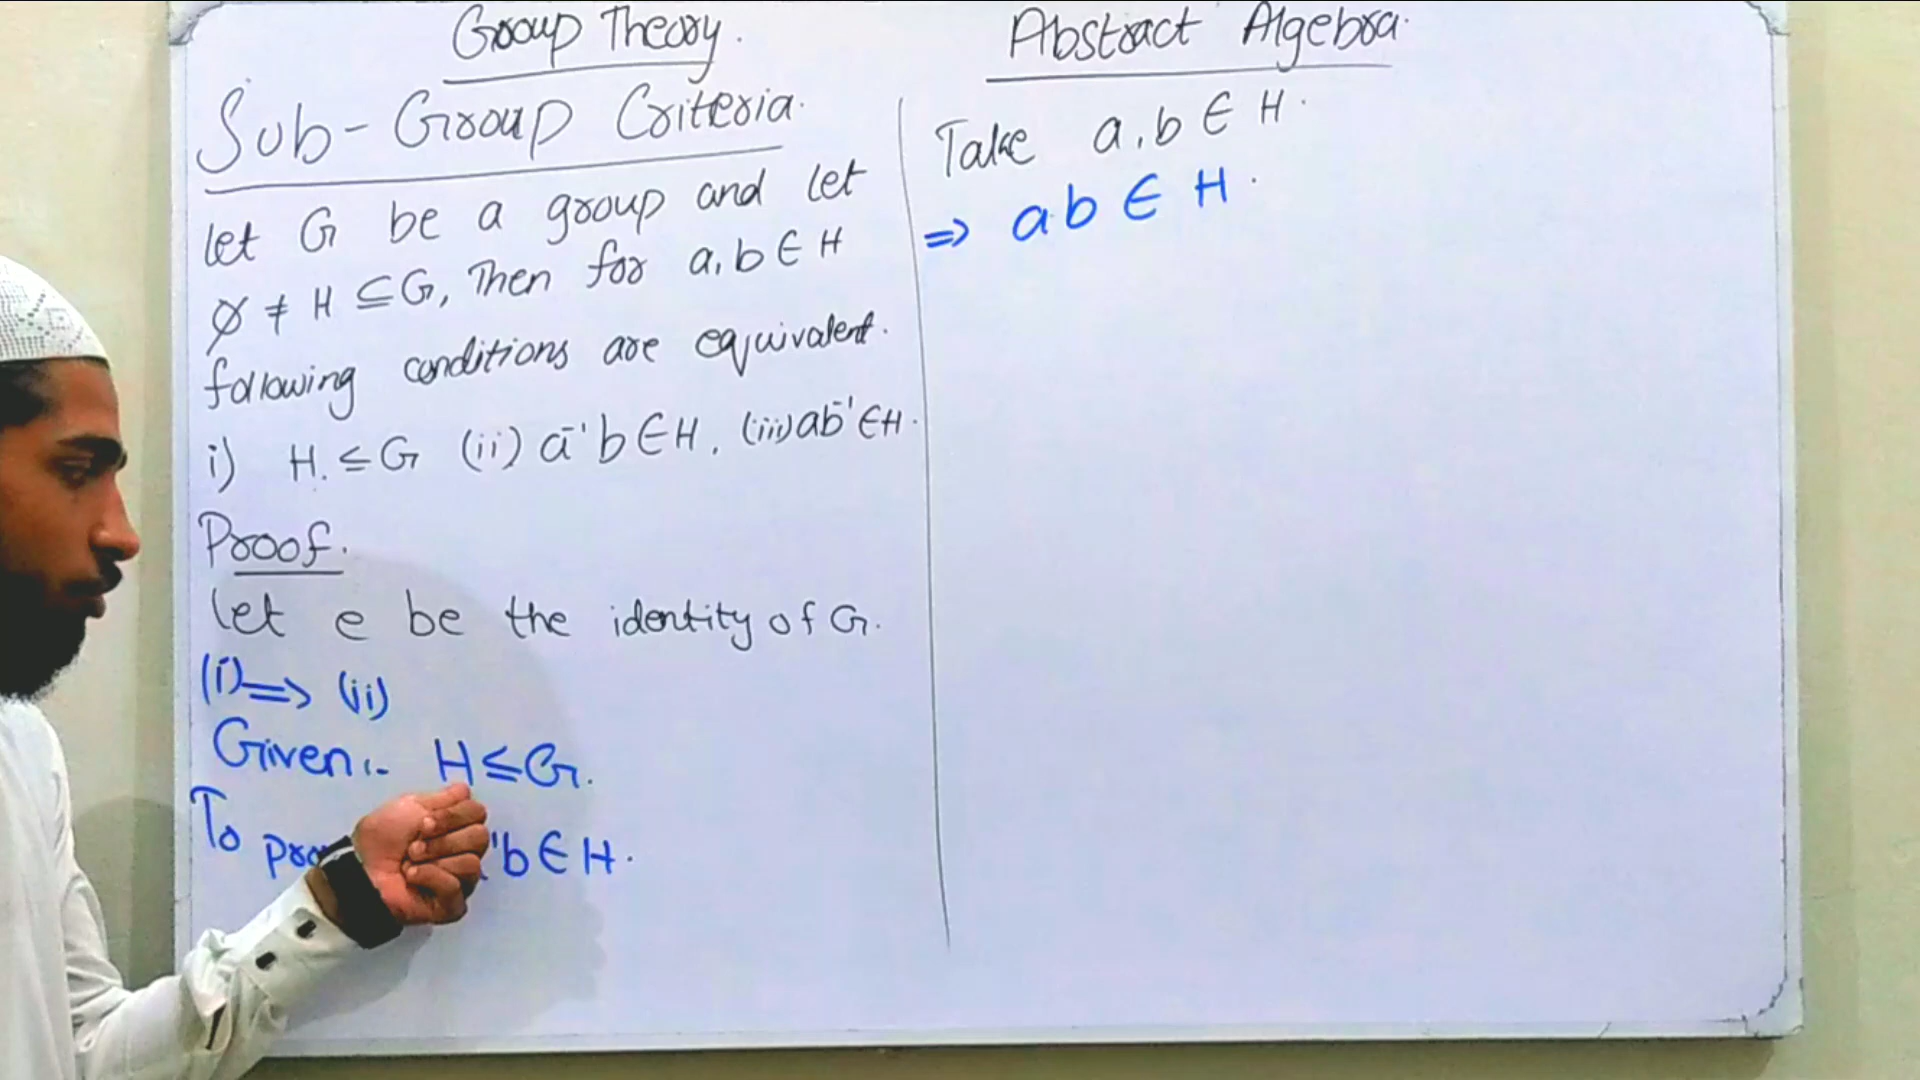 Group Theory.
Sub-Group Criteria.
let G be a group and let
∅ ≠ H ⊆ G, Then for a, b ∈ H
following conditions are equivalent.
i) H. ≤ G (ii) a⁻¹b ∈ H, (iii) ab⁻¹ ∈ H.
Proof.
let e be the identity of G.
(i) ⇒ (ii)
Given:- H ≤ G.
To b ∈ H.
Abstract Algebra.
Take a, b ∈ H.
⇒ ab ∈ H.